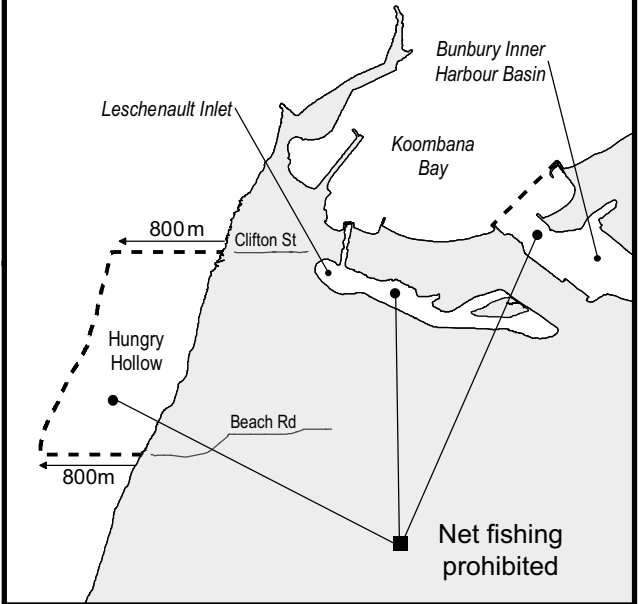 Bunbury Inner
Harbour Basin
Leschenault Inlet
Koombana
Bay
800m
Clifton St
Hungry
Hollow
Beach Rd
800m
Net fishing
prohibited